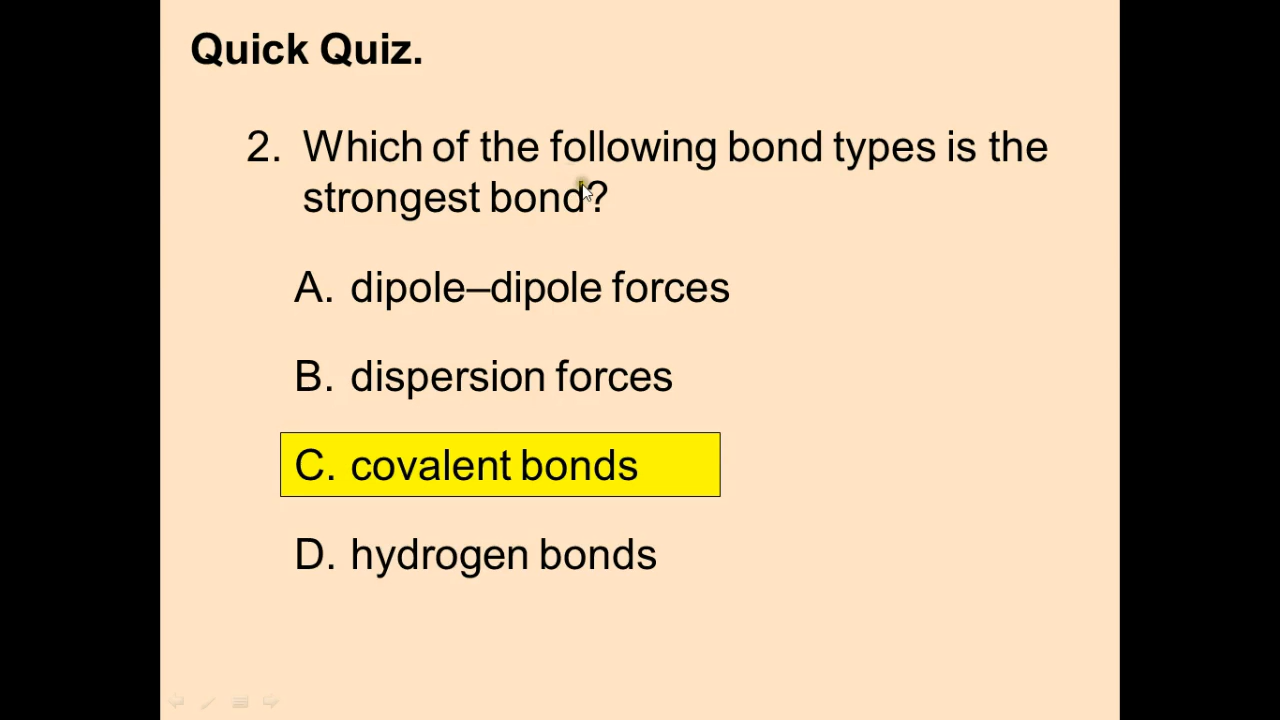 Quick Quiz.
2. Which of the following bond types is the
strongest bond?
A. dipole–dipole forces
B. dispersion forces
C. covalent bonds
D. hydrogen bonds